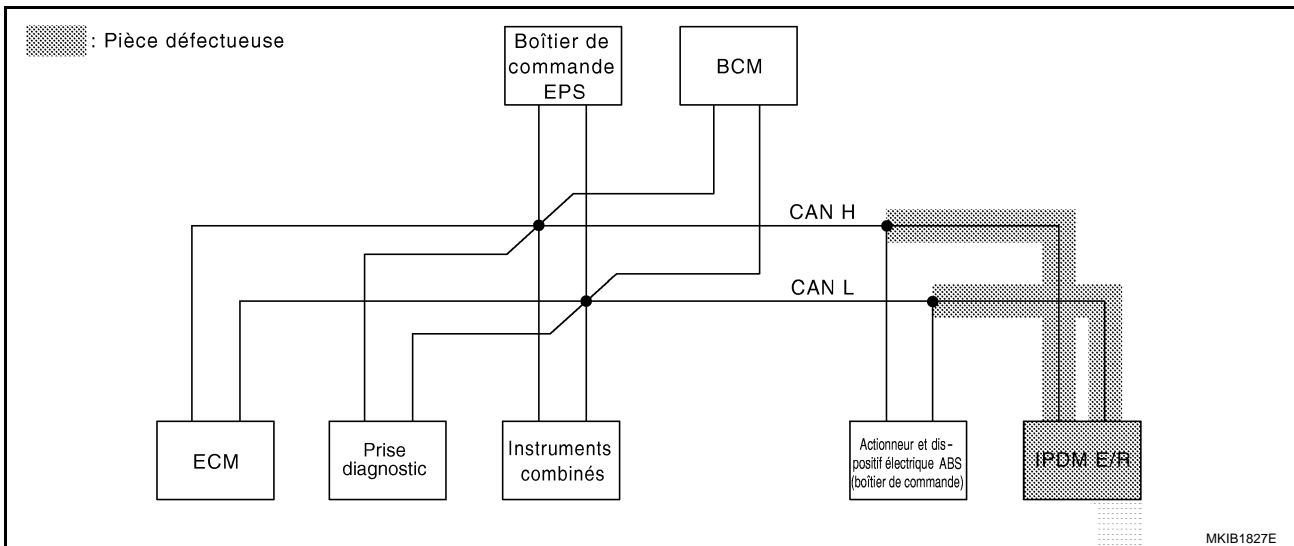 : Pièce défectueuse
Boîtier de
commande
EPS
BCM
CAN H
CAN L
ECM
Prise
diagnostic
Instruments
combinés
Actionneur et dis-
positif électrique ABS
(boîtier de commande)
IPDM E/R
MKIB1827E